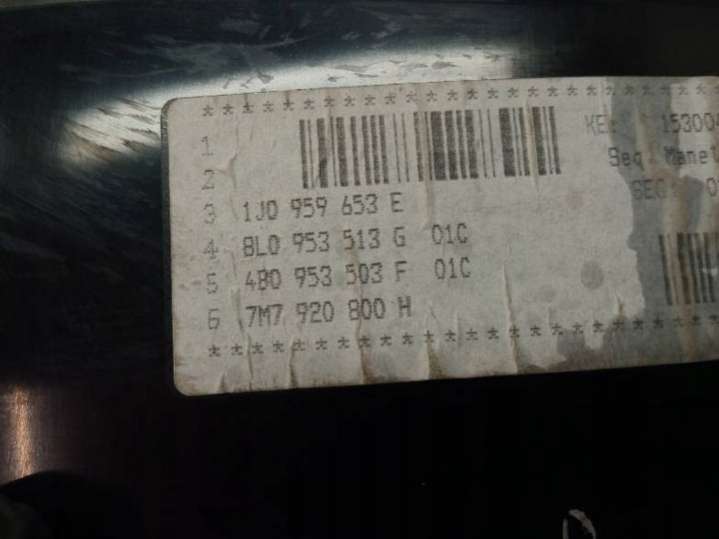 * * * * * * * * * * * * * * * * * * * * * * * *
1
2
3 1J0 959 653 E
4 8L0 953 513 G 01C
5 4B0 953 503 F 01C
6 7M7 920 800 H
* * * * * * * * * * * * * * * * * * * * * * * *